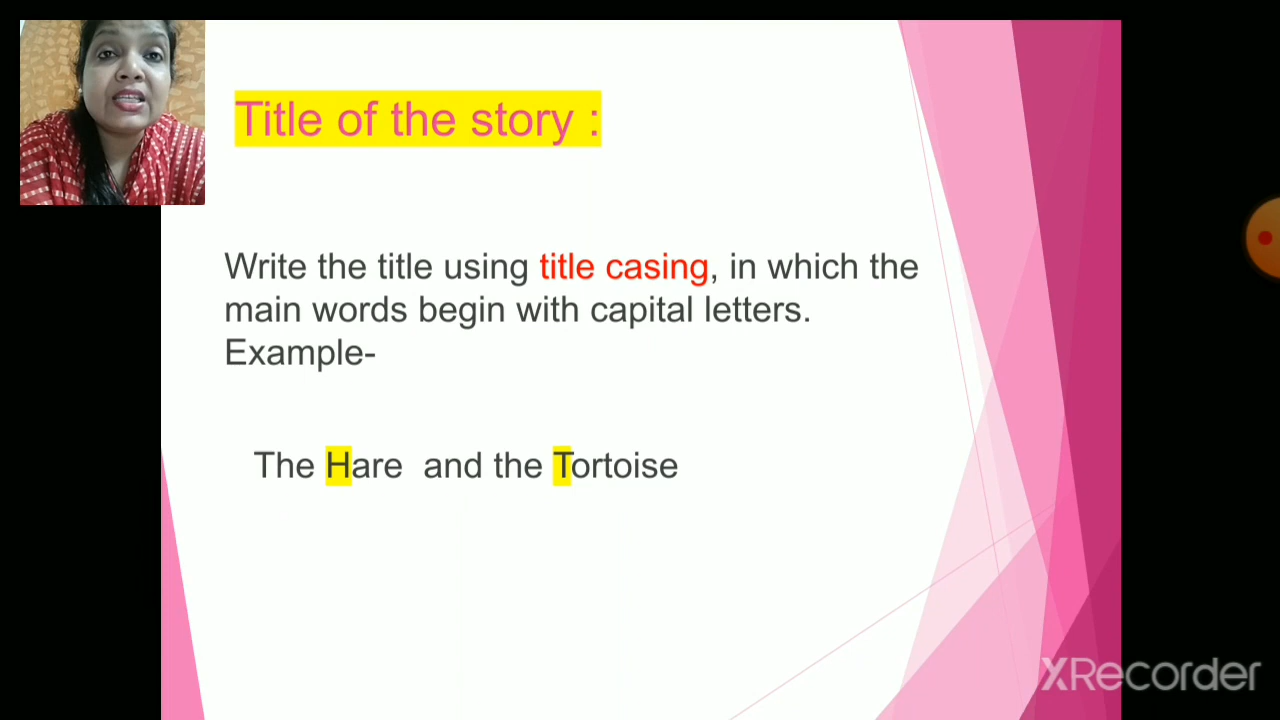 Title of the story :
Write the title using title casing, in which the
main words begin with capital letters.
Example-
The Hare and the Tortoise
XRecorder